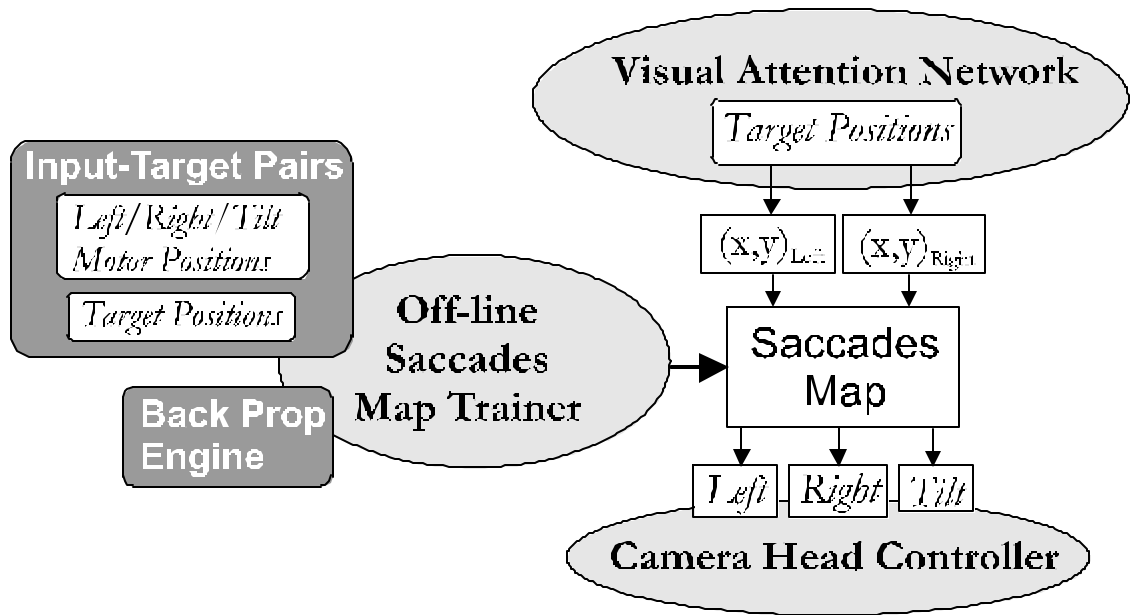 Visual Attention Network
Target Positions
Input-Target Pairs
Left/Right/Tilt
Motor Positions
Target Positions
(x,y)Left
(x,y)Right
Off-line
Saccades
Map Trainer
Saccades
Map
Back Prop
Engine
Left
Right
Tilt
Camera Head Controller